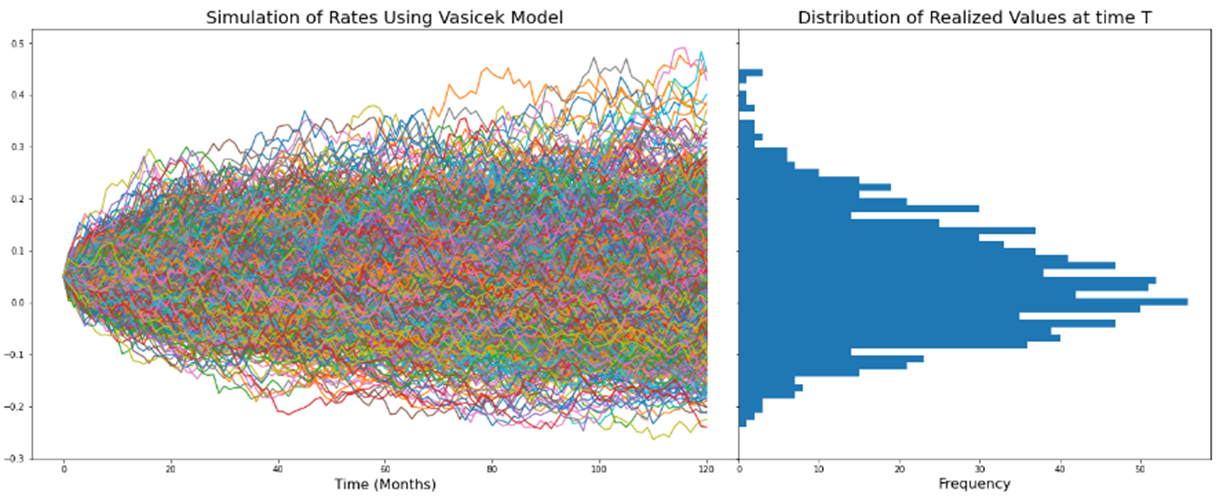 Simulation of Rates Using Vasicek Model
Distribution of Realized Values at time T
0.5
0.4
0.3
0.2
0.1
0.0
−0.1
−0.2
−0.3
0 20 40 60 80 100 120
0 10 20 30 40 50
Time (Months)
Frequency